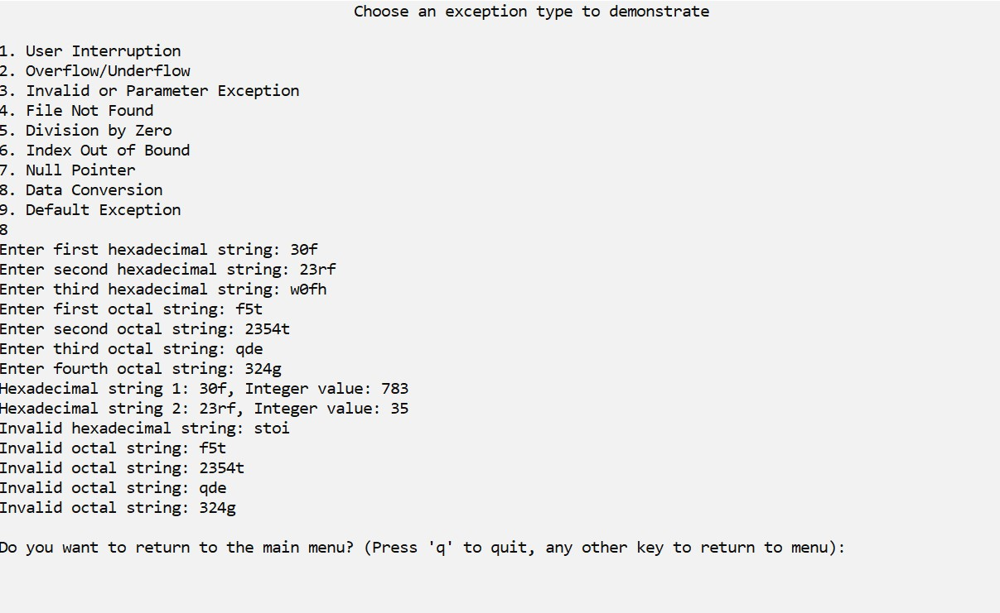 Choose an exception type to demonstrate
1. User Interruption
2. Overflow/Underflow
3. Invalid or Parameter Exception
4. File Not Found
5. Division by Zero
6. Index Out of Bound
7. Null Pointer
8. Data Conversion
9. Default Exception
8
Enter first hexadecimal string: 30f
Enter second hexadecimal string: 23rf
Enter third hexadecimal string: w0fh
Enter first octal string: f5t
Enter second octal string: 2354t
Enter third octal string: qde
Enter fourth octal string: 324g
Hexadecimal string 1: 30f, Integer value: 783
Hexadecimal string 2: 23rf, Integer value: 35
Invalid hexadecimal string: stoi
Invalid octal string: f5t
Invalid octal string: 2354t
Invalid octal string: qde
Invalid octal string: 324g
Do you want to return to the main menu? (Press 'q' to quit, any other key to return to menu):